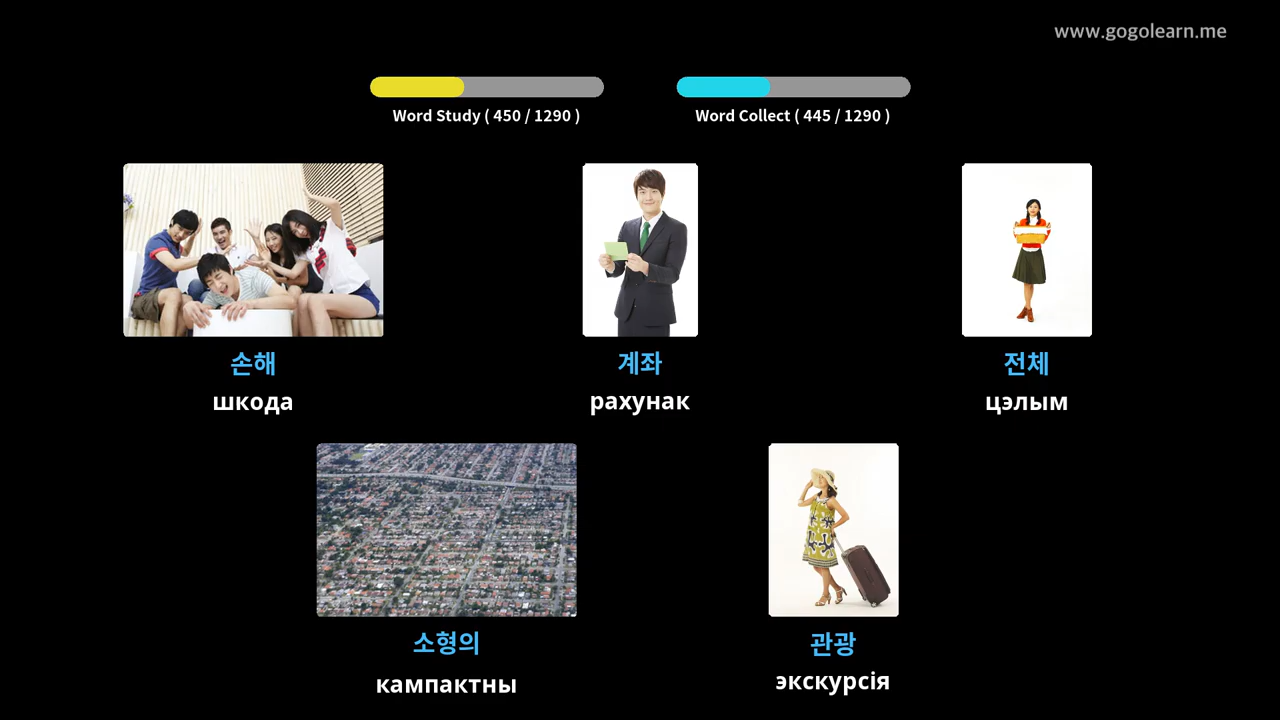 www.gogolearn.me
Word Study ( 450 / 1290 )
Word Collect ( 445 / 1290 )
손해
계좌
전체
шкода
рахунак
цэлым
소형의
관광
кампактны
экскурсія